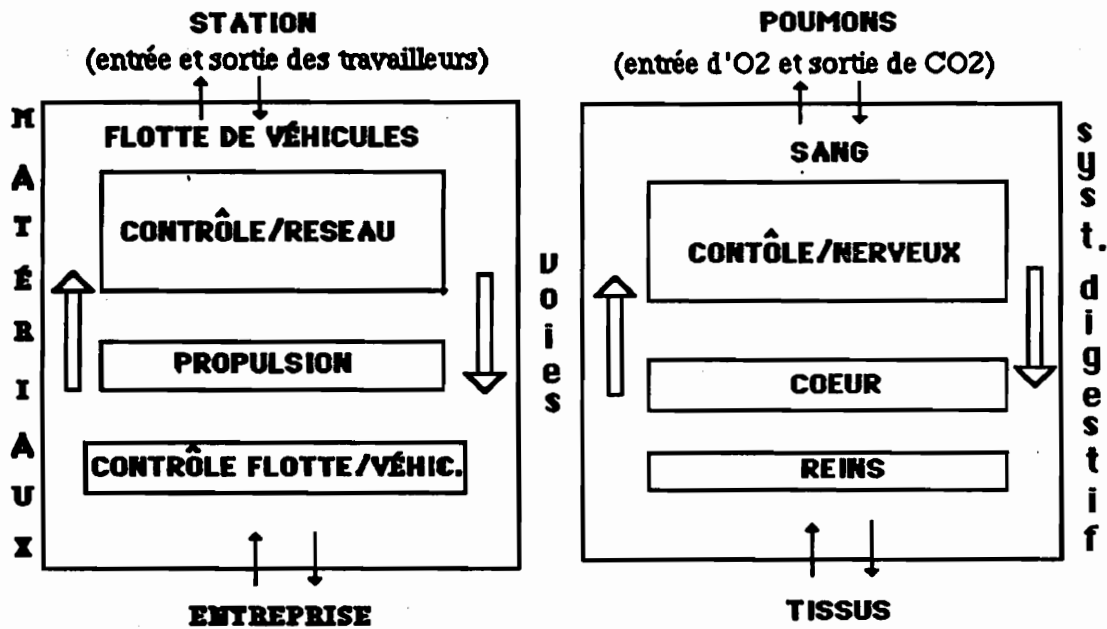 STATION
(entrée et sortie des travailleurs)
MATÉRIAUX
FLOTTE DE VÉHICULES
CONTRÔLE/RESEAU
PROPULSION
CONTRÔLE FLOTTE/VÉHIC.
ENTREPRISE
voies
POUMONS
(entrée d'O2 et sortie de CO2)
SANG
CONTÔLE/NERVEUX
COEUR
REINS
TISSUS
syst. digestif